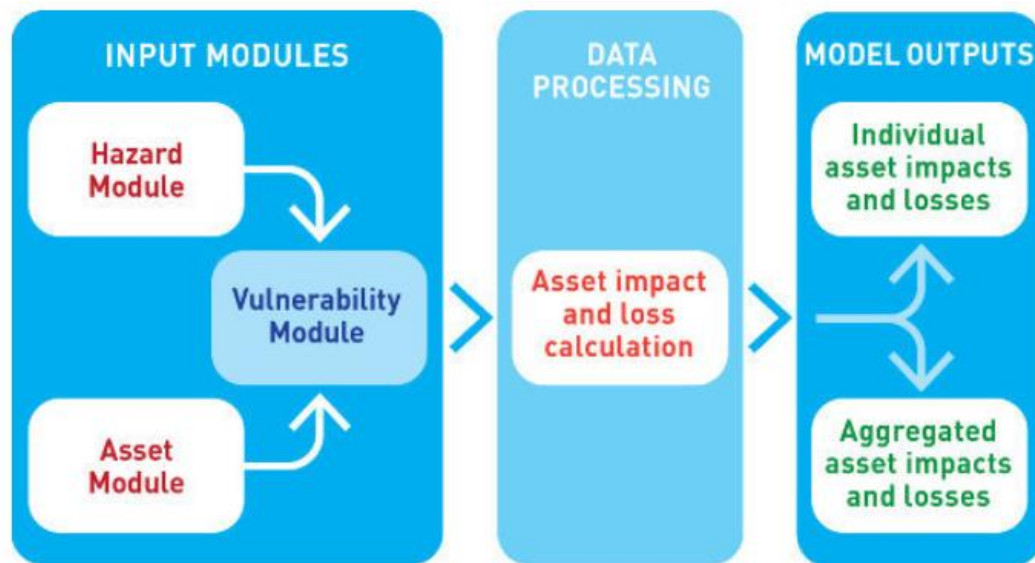 INPUT MODULES
Hazard
Module
Vulnerability
Module
Asset
Module
DATA
PROCESSING
Asset impact
and loss
calculation
MODEL OUTPUTS
Individual
asset impacts
and losses
Aggregated
asset impacts
and losses